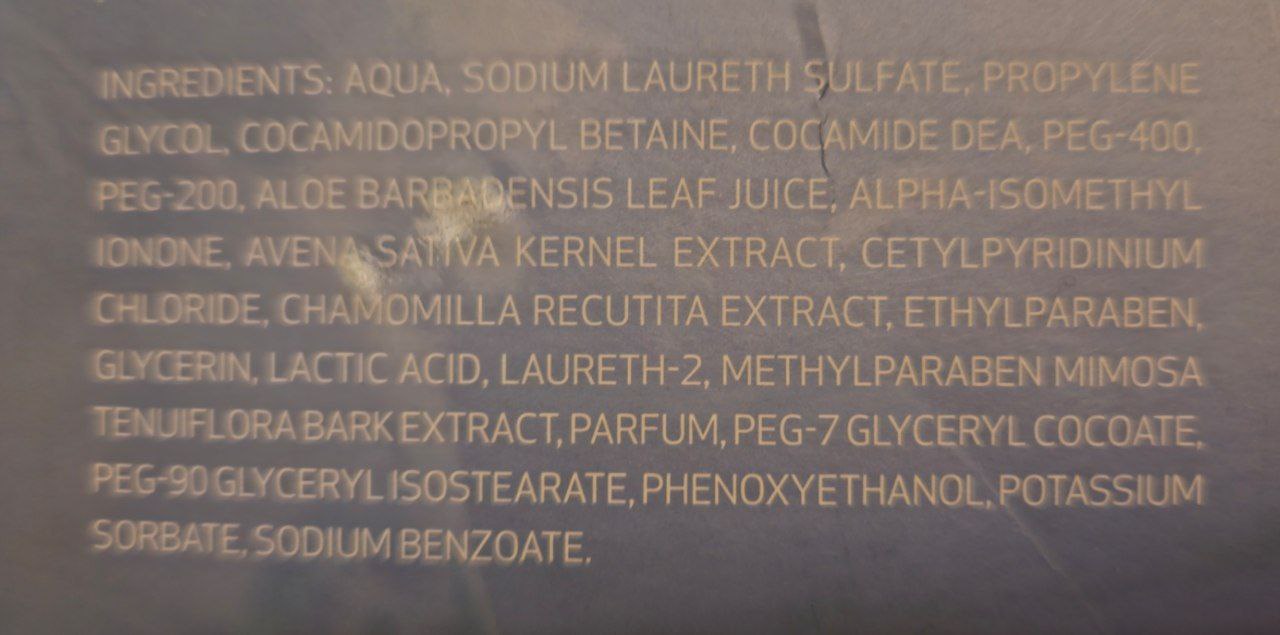 INGREDIENTS: AQUA, SODIUM LAURETH SULFATE, PROPYLENE
GLYCOL, COCAMIDOPROPYL BETAINE, COCAMIDE DEA, PEG-400,
PEG-200, ALOE BARBADENSIS LEAF JUICE, ALPHA-ISOMETHYL
IONONE, AVENA SATIVA KERNEL EXTRACT, CETYLPYRIDINIUM
CHLORIDE, CHAMOMILLA RECUTITA EXTRACT, ETHYLPARABEN,
GLYCERIN, LACTIC ACID, LAURETH-2, METHYLPARABEN MIMOSA
TENUIFLORA BARK EXTRACT, PARFUM, PEG-7 GLYCERYL COCOATE,
PEG-90 GLYCERYL ISOSTEARATE, PHENOXYETHANOL, POTASSIUM
SORBATE, SODIUM BENZOATE.